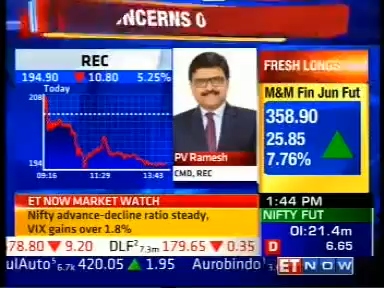 NCERNS O
REC
194.90 10.80 5.25%
Today
208
194
09:16 11:29 13:43
PV Ramesh
CMD, REC
FRESH LONGS
M&M Fin Jun Fut
358.90
25.85
7.76%
ET NOW MARKET WATCH
Nifty advance-decline ratio steady,
VIX gains over 1.8%
1:44 PM
NIFTY FUT
01:21.4m
D 6.65
678.80 9.20 DLF 7.3m 179.65 0.35
ulAuto 6.7k 420.05 1.95 Aurobindo
ET NOW